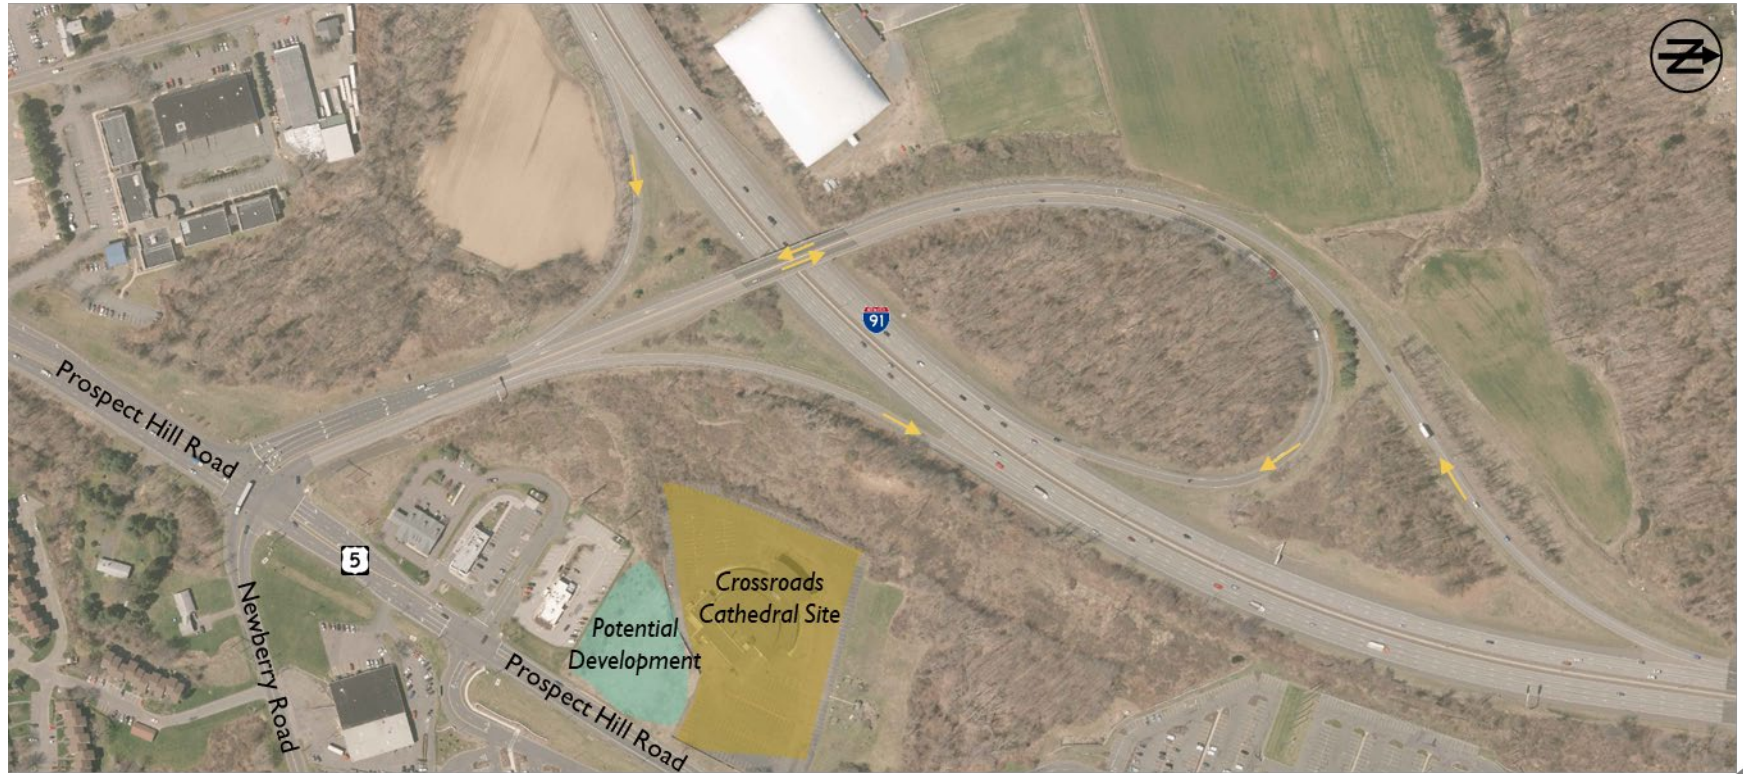 N
91
Prospect Hill Road
5
Newberry Road
Crossroads
Cathedral Site
Potential
Development
Prospect Hill Road